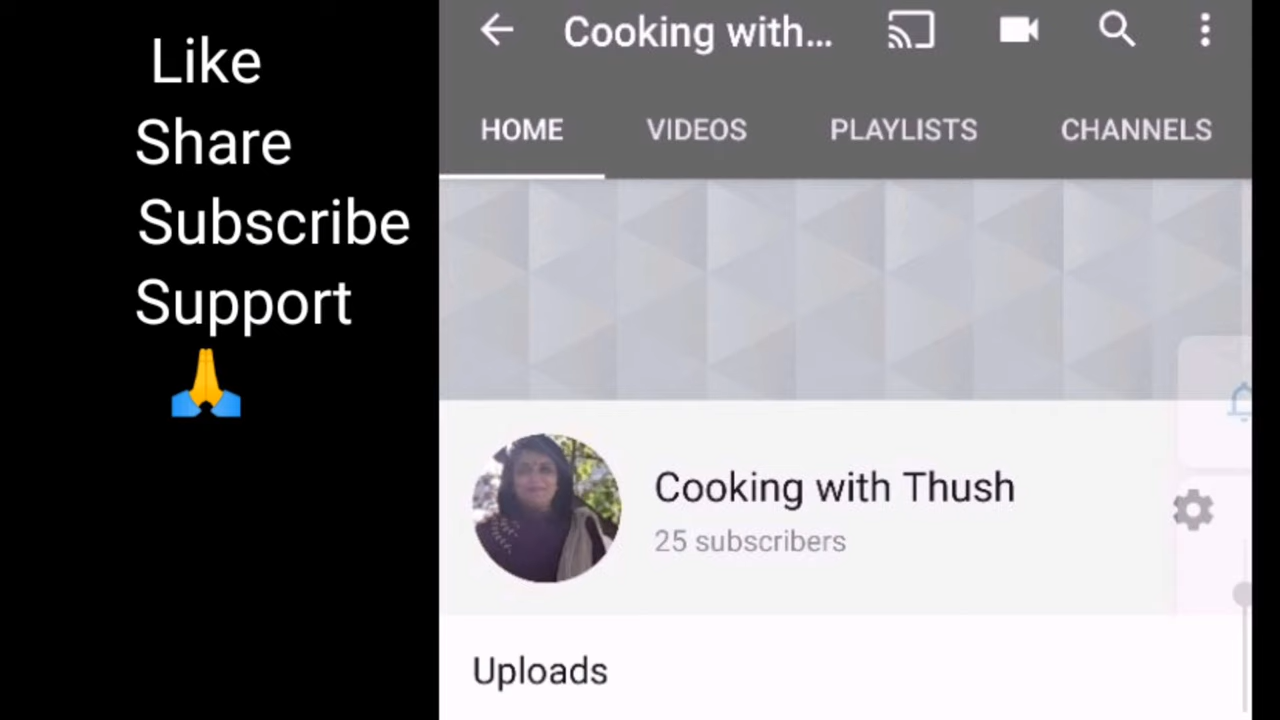 Like
Share
Subscribe
Support
Cooking with...
HOME VIDEOS PLAYLISTS CHANNELS
Cooking with Thush
25 subscribers
Uploads